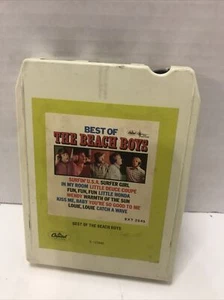 BEST OF
THE BEACH BOYS
SURFIN' U.S.A. SURFER GIRL
IN MY ROOM LITTLE DEUCE COUPE
FUN, FUN, FUN LITTLE HONDA
WENDY WARMTH OF THE SUN
KISS ME, BABY YOU'RE SO GOOD TO ME
LOUIE, LOUIE CATCH A WAVE
BEST OF THE BEACH BOYS
Capitol